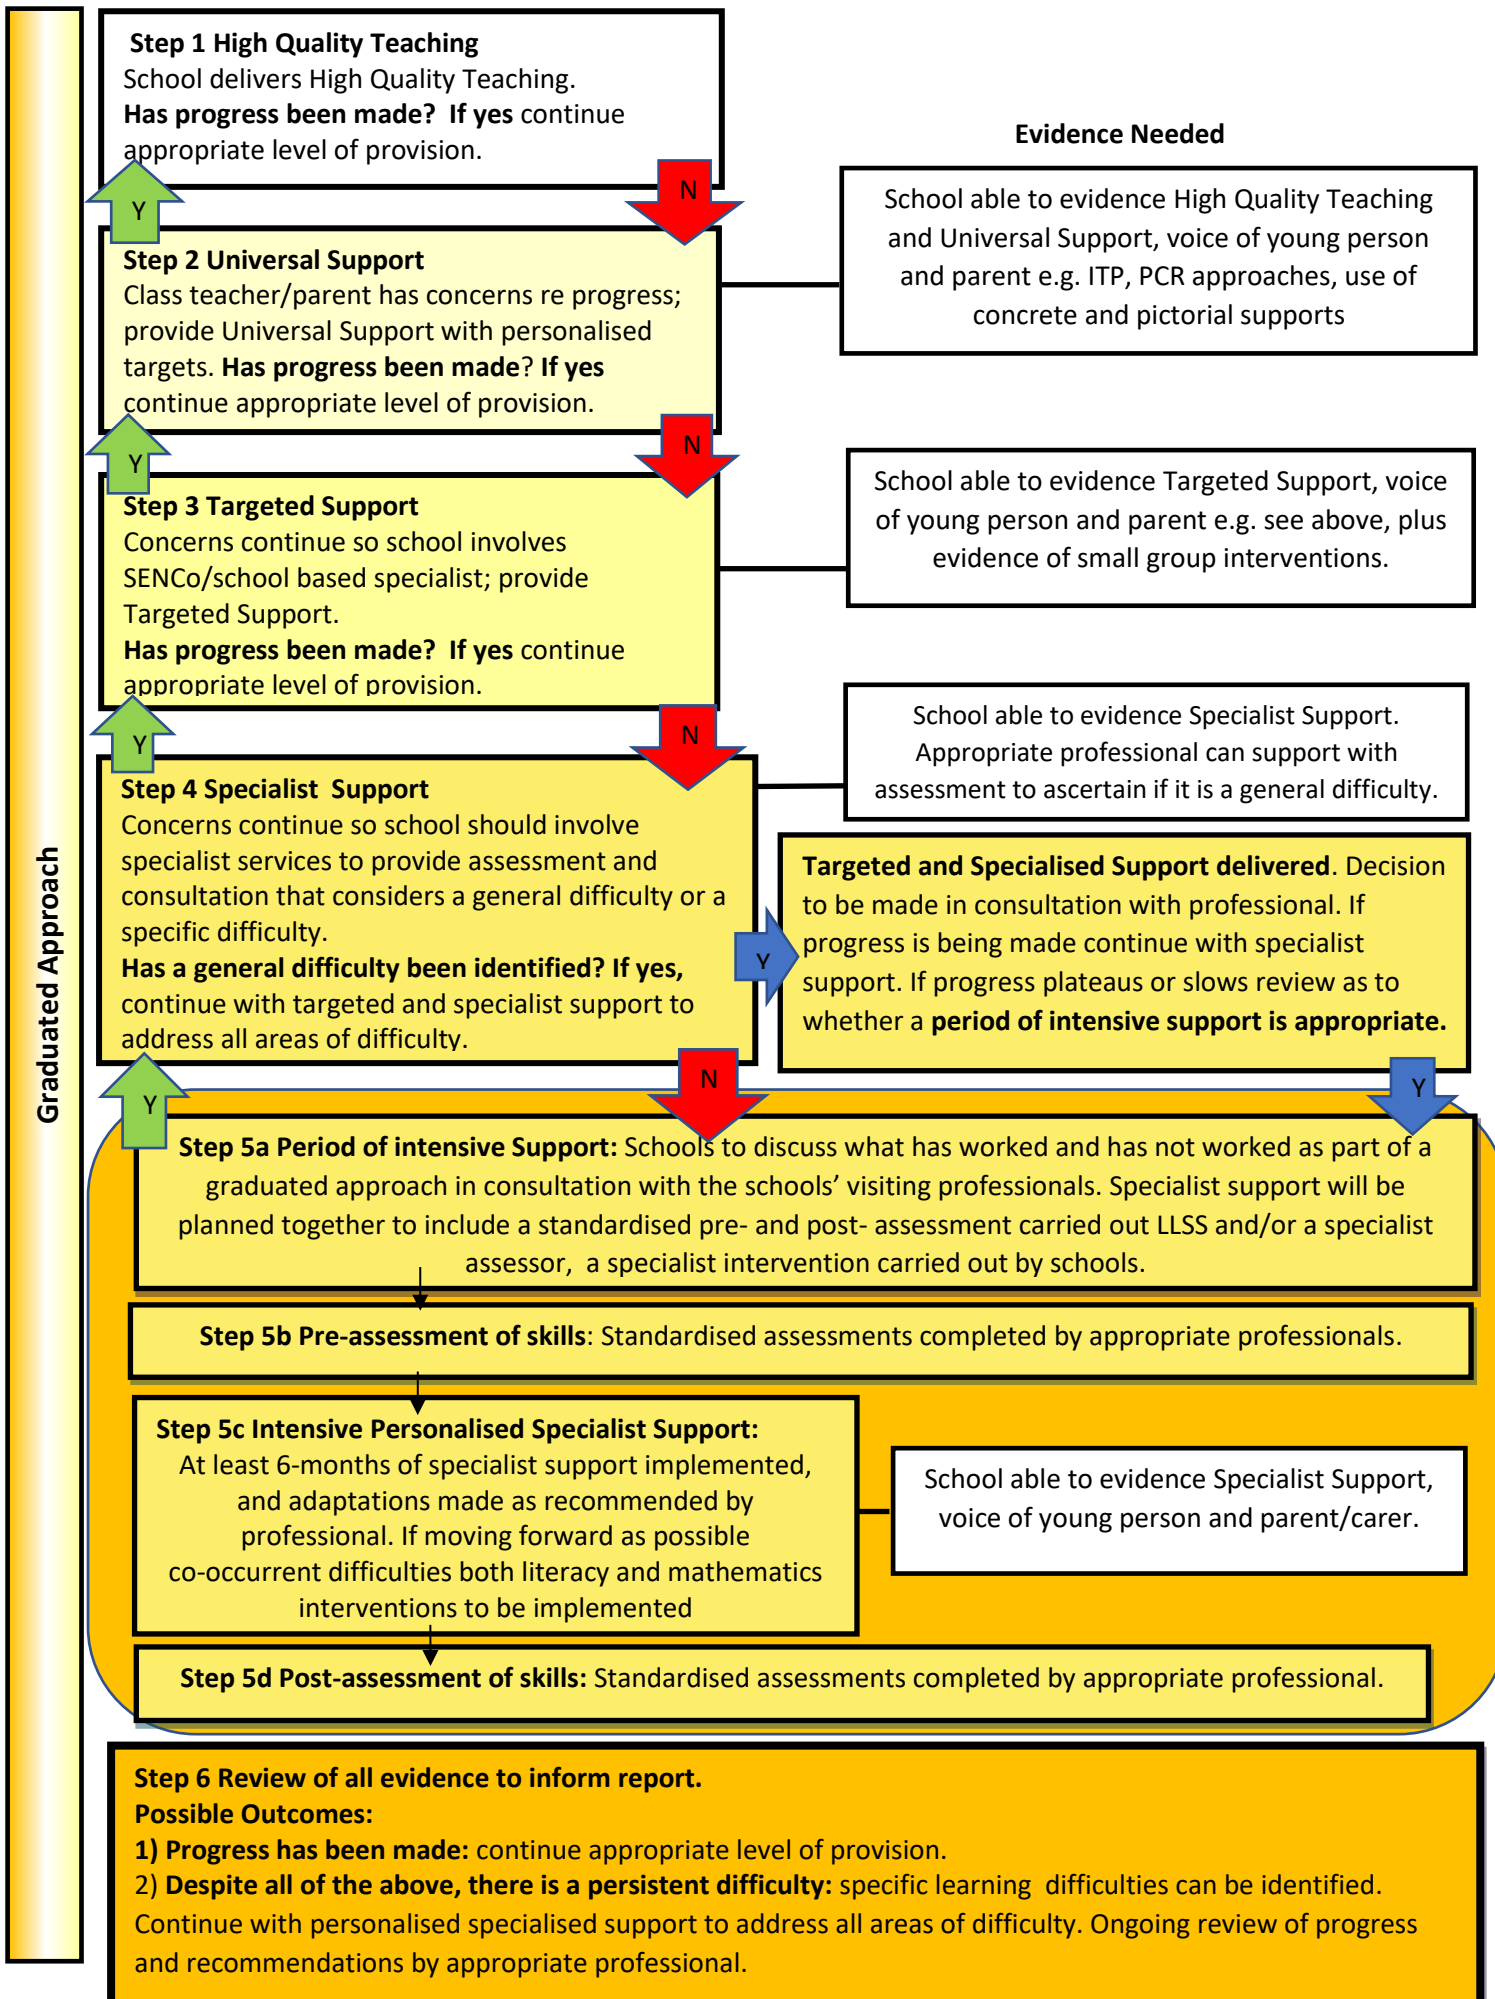 Graduated Approach
Step 1 High Quality Teaching
School delivers High Quality Teaching.
Has progress been made?  If yes continue
appropriate level of provision.
Y
N
Evidence Needed
School able to evidence High Quality Teaching
and Universal Support, voice of young person
and parent e.g. ITP, PCR approaches, use of
concrete and pictorial supports
Step 2 Universal Support
Class teacher/parent has concerns re progress;
provide Universal Support with personalised
targets. Has progress been made? If yes
continue appropriate level of provision.
Y
N
School able to evidence Targeted Support, voice
of young person and parent e.g. see above, plus
evidence of small group interventions.
Step 3 Targeted Support
Concerns continue so school involves
SENCo/school based specialist; provide
Targeted Support.
Has progress been made?  If yes continue
appropriate level of provision.
Y
N
School able to evidence Specialist Support.
Appropriate professional can support with
assessment to ascertain if it is a general difficulty.
Step 4 Specialist  Support
Concerns continue so school should involve
specialist services to provide assessment and
consultation that considers a general difficulty or a
specific difficulty.
Has a general difficulty been identified? If yes,
continue with targeted and specialist support to
address all areas of difficulty.
Y
Targeted and Specialised Support delivered. Decision
to be made in consultation with professional. If
progress is being made continue with specialist
support. If progress plateaus or slows review as to
whether a period of intensive support is appropriate.
Y
N
Y
Step 5a Period of intensive Support: Schools to discuss what has worked and has not worked as part of a
graduated approach in consultation with the schools’ visiting professionals. Specialist support will be
planned together to include a standardised pre- and post- assessment carried out LLSS and/or a specialist
assessor,  a specialist intervention carried out by schools.
Step 5b Pre-assessment of skills: Standardised assessments completed by appropriate professionals.
Step 5c Intensive Personalised Specialist Support:
At least 6-months of specialist support implemented,
and adaptations made as recommended by
professional. If moving forward as possible
co-occurrent difficulties both literacy and mathematics
interventions to be implemented
School able to evidence Specialist Support,
voice of young person and parent/carer.
Step 5d Post-assessment of skills: Standardised assessments completed by appropriate professional.
Step 6 Review of all evidence to inform report.
Possible Outcomes:
1) Progress has been made: continue appropriate level of provision.
2) Despite all of the above, there is a persistent difficulty: specific learning  difficulties can be identified.
Continue with personalised specialised support to address all areas of difficulty. Ongoing review of progress
and recommendations by appropriate professional.